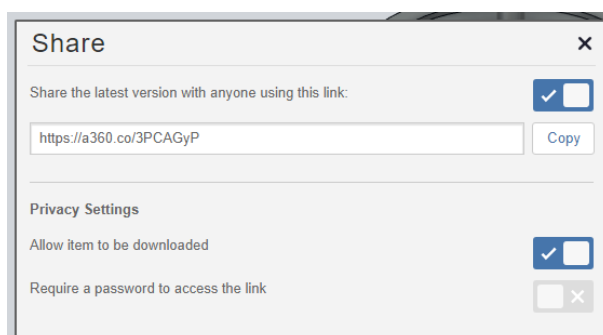 Share
Share the latest version with anyone using this link:
https://a360.co/3PCAGyP
Copy
Privacy Settings
Allow item to be downloaded
Require a password to access the link